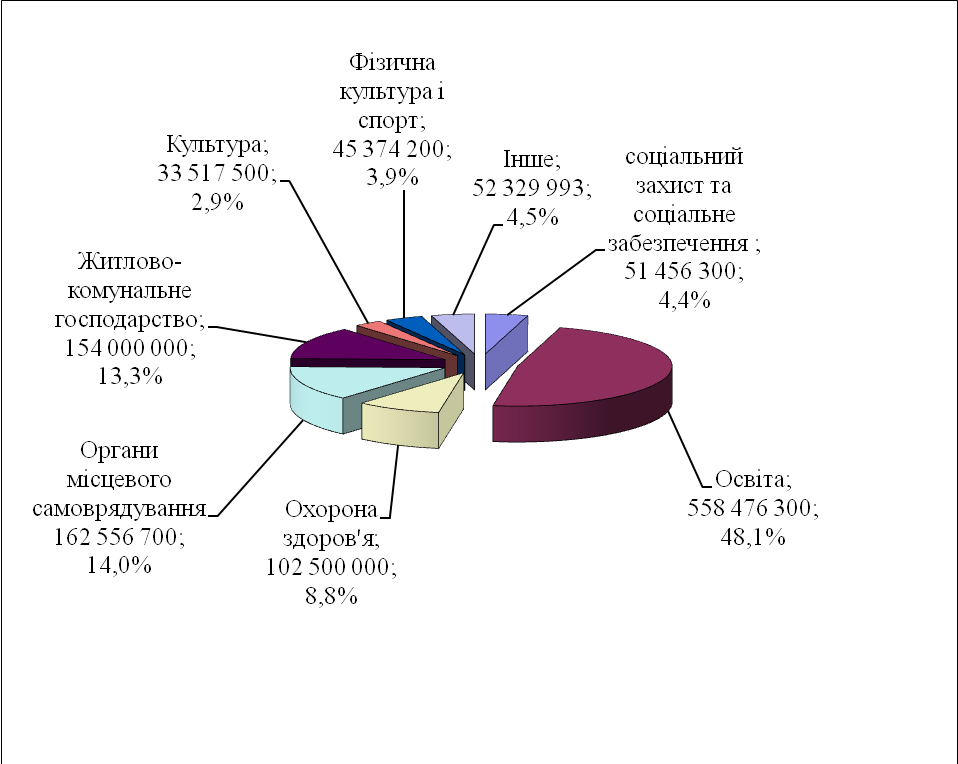 Фізична
культура і
спорт;
45 374 200;
3,9%
Культура;
33 517 500;
2,9%
Інше;
52 329 993;
4,5%
соціальний
захист та
соціальне
забезпечення ;
51 456 300;
4,4%
Житлово-
комунальне
господарство;
154 000 000;
13,3%
Органи
місцевого
самоврядування
162 556 700;
14,0%
Охорона
здоров'я;
102 500 000;
8,8%
Освіта;
558 476 300;
48,1%